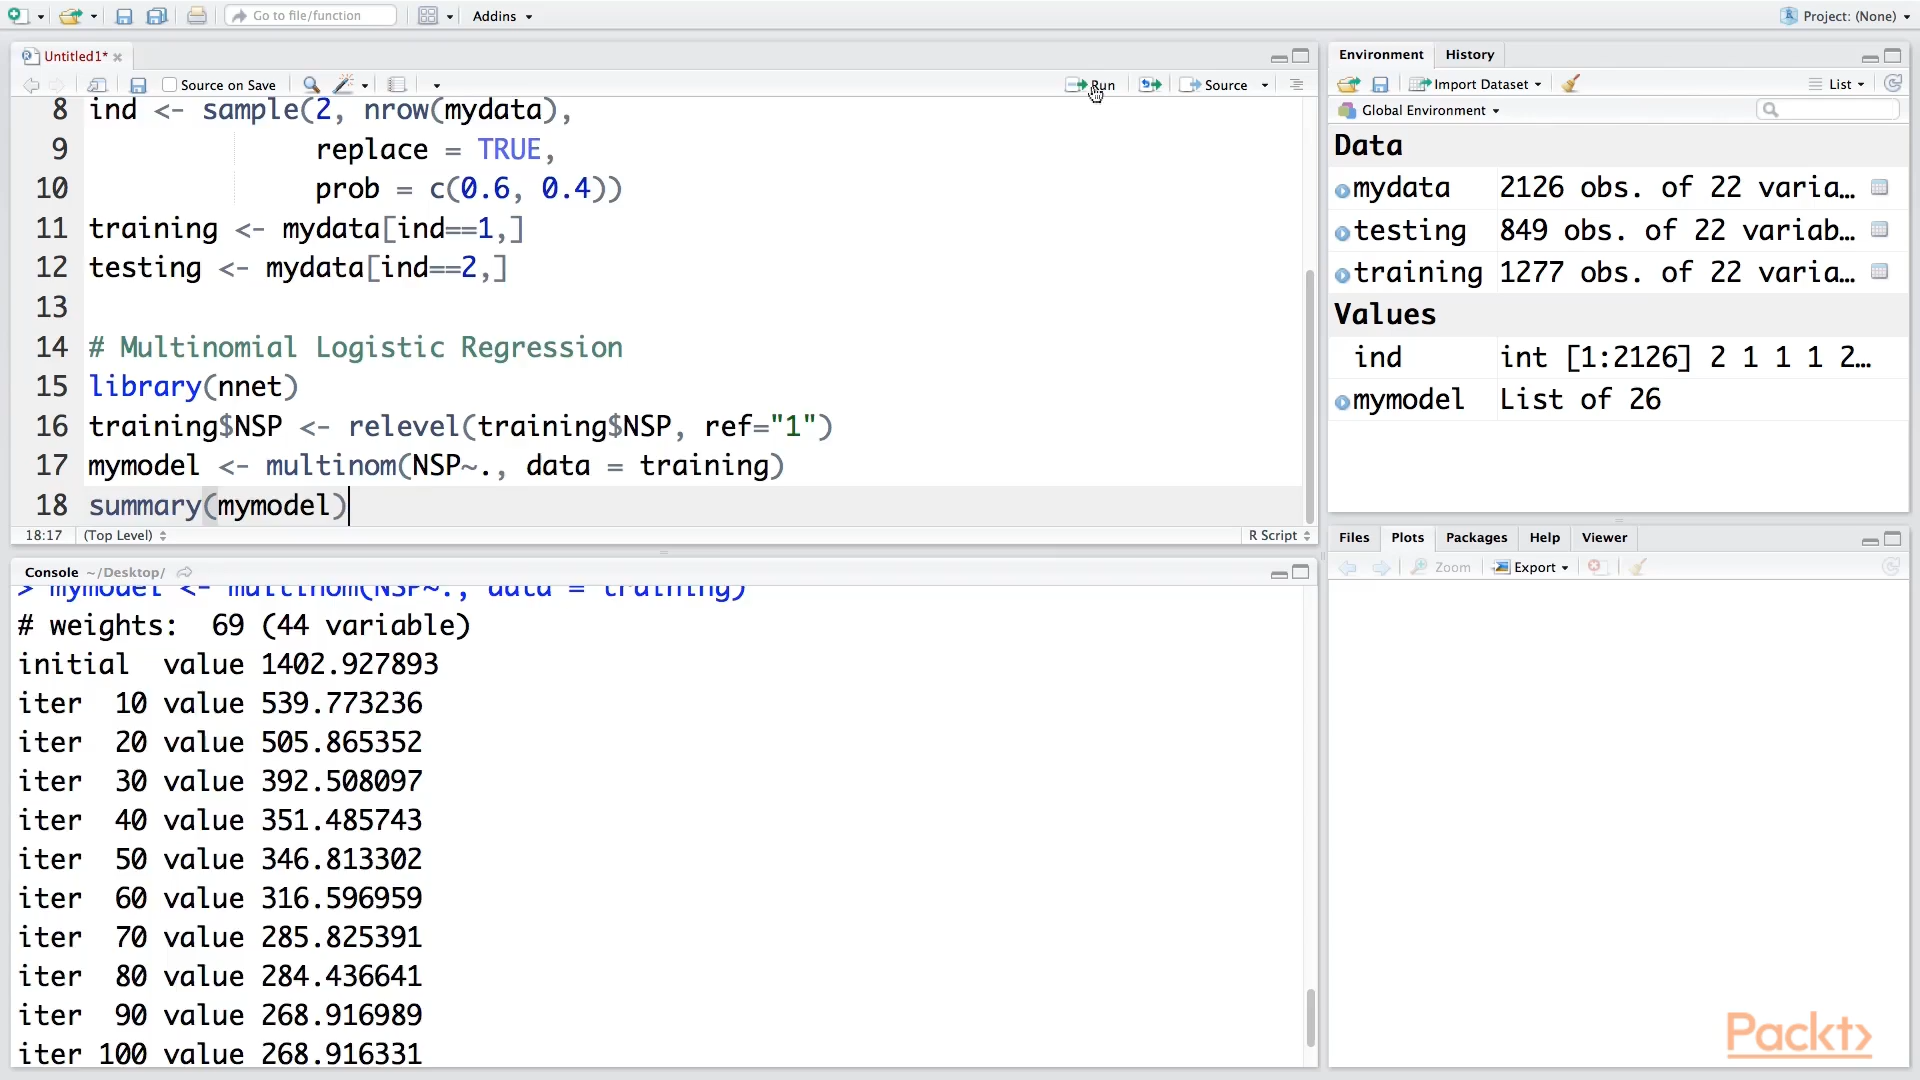 Go to file/function
Addins
Project: (None)
Untitled1*
Source on Save
Run
Source
8 ind <- sample(2, nrow(mydata),
9 replace = TRUE,
10 prob = c(0.6, 0.4))
11 training <- mydata[ind==1,]
12 testing <- mydata[ind==2,]
13
14 # Multinomial Logistic Regression
15 library(nnet)
16 training$NSP <- relevel(training$NSP, ref="1")
17 mymodel <- multinom(NSP~., data = training)
18 summary(mymodel)
18:17 (Top Level)
R Script
Console ~/Desktop/
> mymodel <- multinom(NSP~., data = training)
# weights:  69 (44 variable)
initial  value 1402.927893
iter  10 value 539.773236
iter  20 value 505.865352
iter  30 value 392.508097
iter  40 value 351.485743
iter  50 value 346.813302
iter  60 value 316.596959
iter  70 value 285.825391
iter  80 value 284.436641
iter  90 value 268.916989
iter 100 value 268.916331
Environment
History
Import Dataset
List
Global Environment
Data
mydata 2126 obs. of 22 varia…
testing 849 obs. of 22 variab…
training 1277 obs. of 22 varia…
Values
ind int [1:2126] 2 1 1 1 2…
mymodel List of 26
Files
Plots
Packages
Help
Viewer
Zoom
Export
Packt>